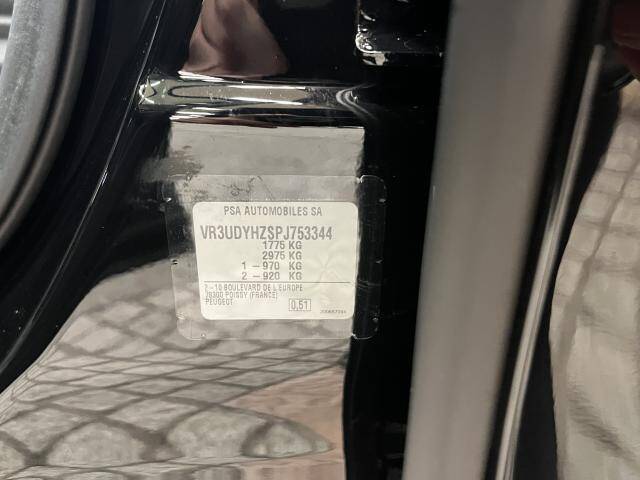 PSA AUTOMOBILES SA
VR3UDYHZSPJ753344
1775 KG
2975 KG
1 – 970 KG
2 – 920 KG
2 –10 BOULEVARD DE L'EUROPE
78300 POISSY (FRANCE)
PEUGEOT
0,51